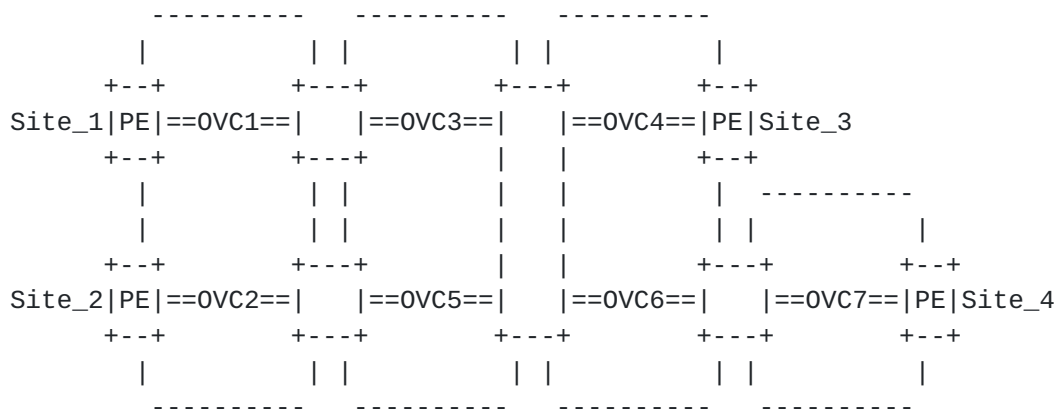 ----------   ----------   ----------
         |          | |          | |          |
       +--+        +---+        +---+        +--+
Site_1|PE|==OVC1==|   |==OVC3==|   |==OVC4==|PE|Site_3
       +--+        +---+        |   |        +--+
         |          | |         |   |         |  ----------
         |          | |         |   |         | |          |
       +--+        +---+        |   |        +---+        +--+
Site_2|PE|==OVC2==|   |==OVC5==|   |==OVC6==|   |==OVC7==|PE|Site_4
       +--+        +---+        +---+        +---+        +--+
         |          | |          | |          | |          |
          ----------   ----------   ----------   ----------